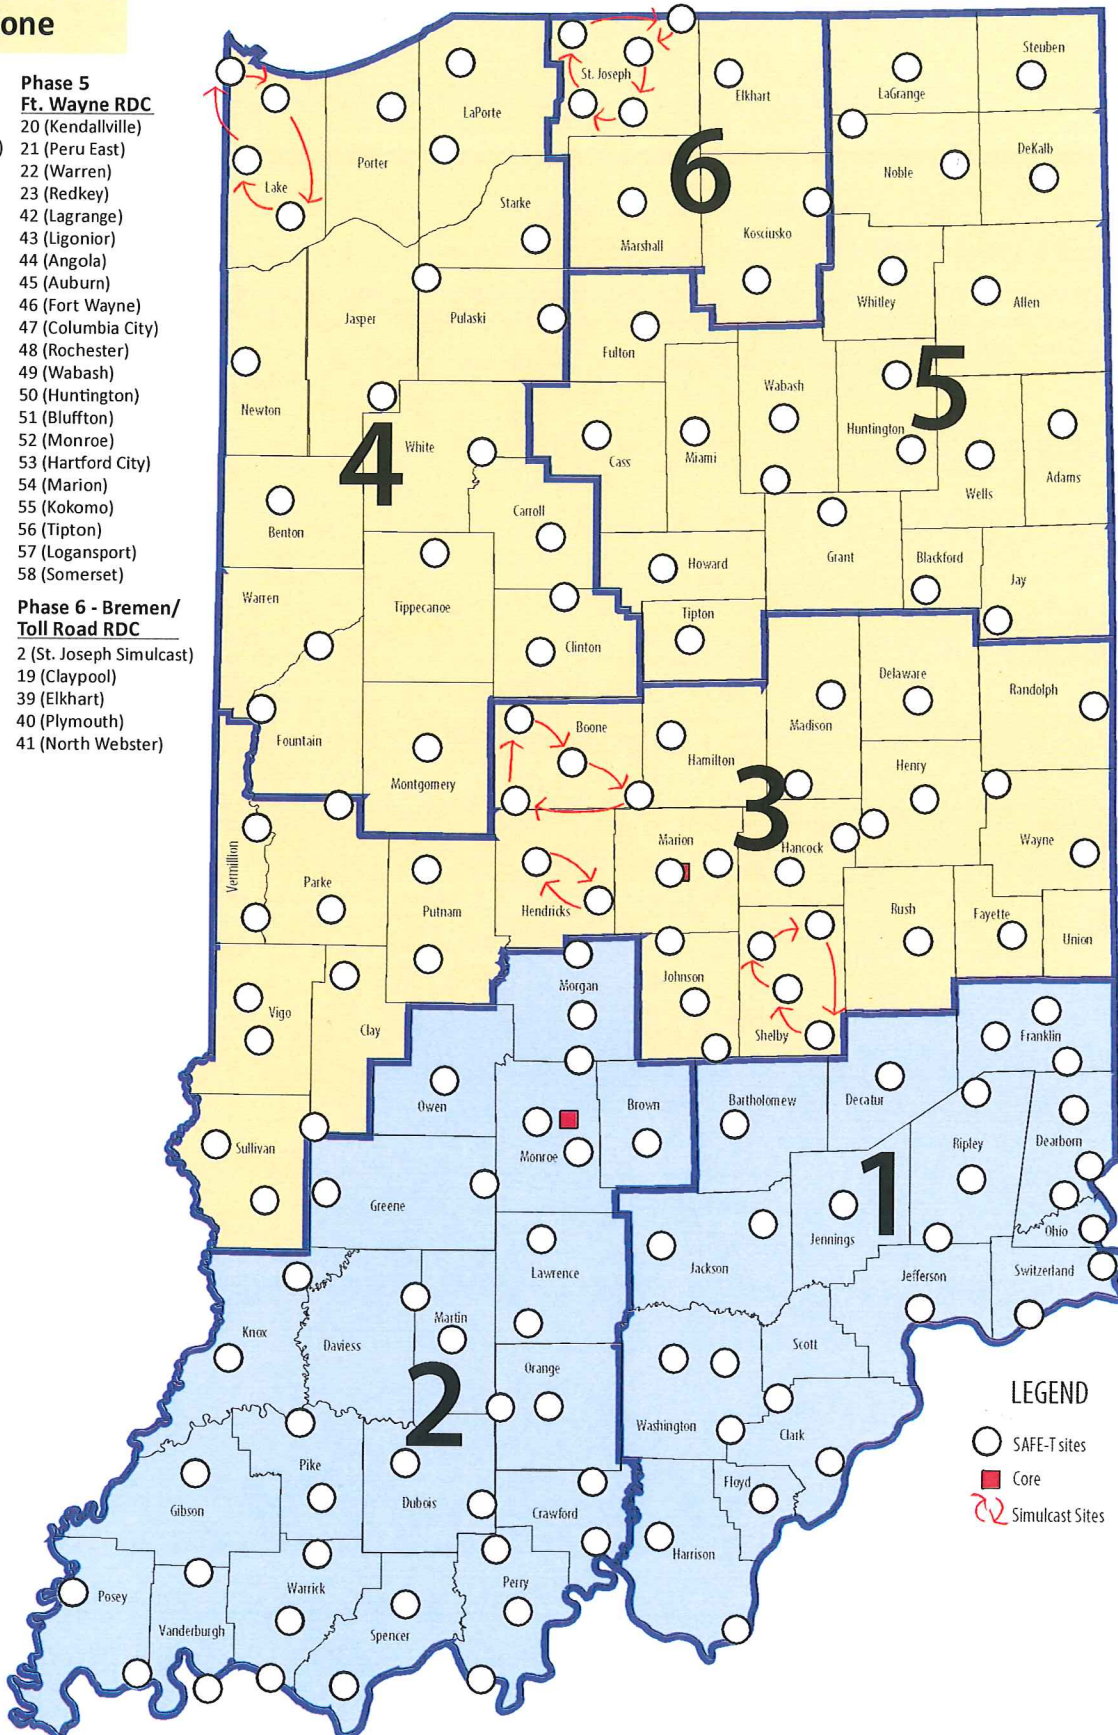 one
Phase 5
Ft. Wayne RDC
20 (Kendallville)
)
21 (Peru East)
22 (Warren)
23 (Redkey)
42 (Lagrange)
43 (Ligonior)
44 (Angola)
45 (Auburn)
46 (Fort Wayne)
47 (Columbia City)
48 (Rochester)
49 (Wabash)
50 (Huntington)
51 (Bluffton)
52 (Monroe)
53 (Hartford City)
54 (Marion)
55 (Kokomo)
56 (Tipton)
57 (Logansport)
58 (Somerset)
Phase 6 - Bremen/
Toll Road RDC
2 (St. Joseph Simulcast)
19 (Claypool)
39 (Elkhart)
40 (Plymouth)
41 (North Webster)
Steuben
St. Joseph
LaGrange
Elkhart
LaPorte
DeKalb
Porter
6
Noble
Lake
Starke
Kosciusko
Marshall
Whitley
Allen
Jasper
Pulaski
Fulton
5
Wabash
Newton
Huntington
4
White
Cass
Miami
Adams
Wells
Carroll
Benton
Grant
Blackford
Howard
Jay
Warren
Tippecanoe
Tipton
Clinton
Delaware
Randolph
Boone
Madison
Fountain
Hamilton
Henry
Montgomery
3
Marion
Wayne
Hancock
Vermillion
Parke
Putnam
Hendricks
Rush
Fayette
Union
Johnson
Morgan
Vigo
Clay
Shelby
Franklin
Bartholomew
Decatur
Owen
Brown
Sullivan
Monroe
Ripley
Dearborn
1
Greene
Jennings
Ohio
Jackson
Lawrence
Jefferson
Switzerland
Martin
Knox
Daviess
Scott
Orange
2
Washington
Clark
Pike
Floyd
Dubois
Gibson
Crawford
Harrison
Perry
Warrick
Posey
Vanderburgh
Spencer
LEGEND
SAFE-T sites
Core
Simulcast Sites